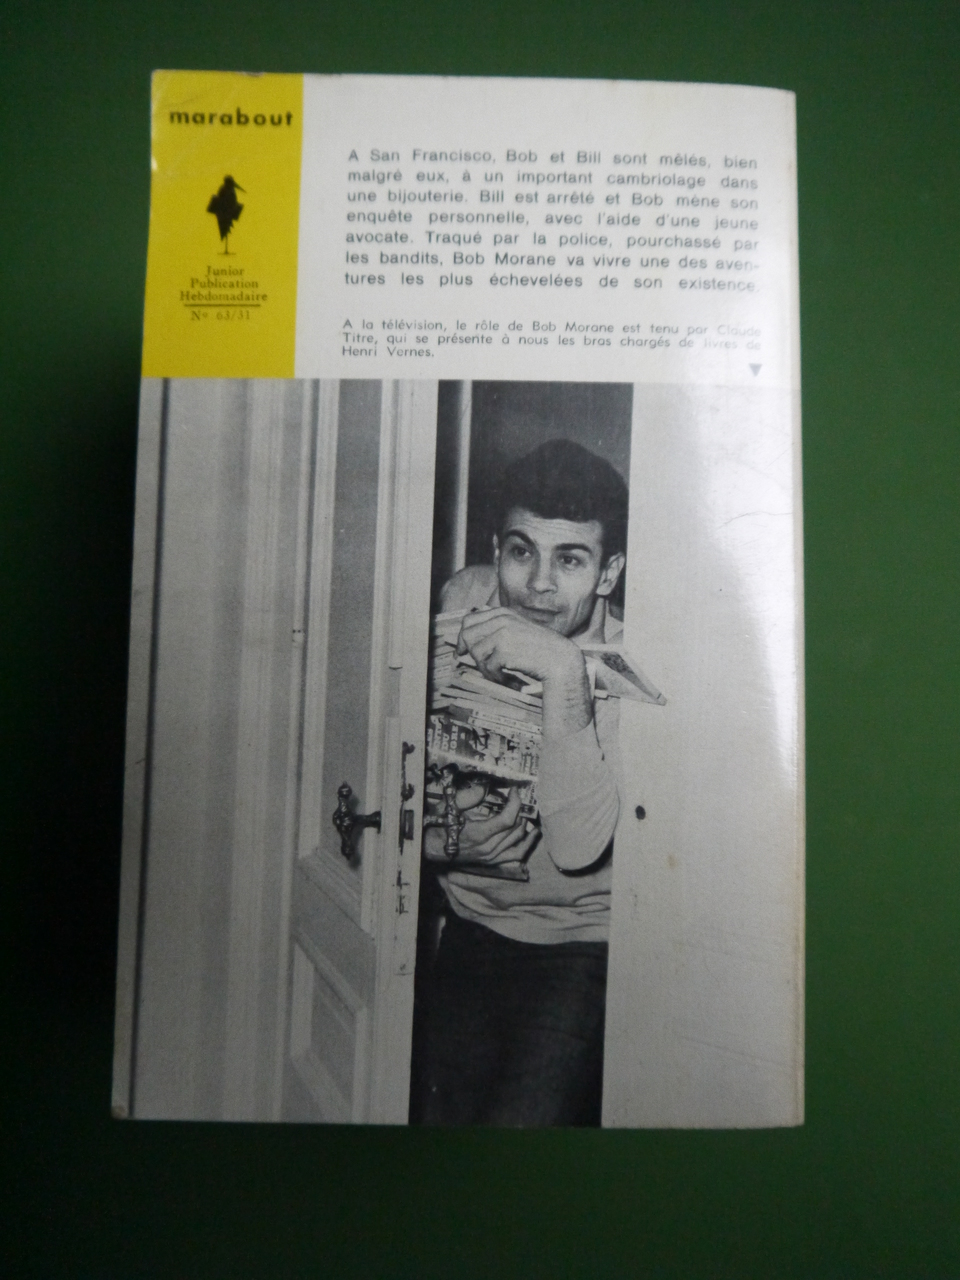 marabout
Junior
Publication
Hebdomadaire
Nº 63/31
A San Francisco, Bob et Bill sont mêlés, bien
malgré eux, à un important cambriolage dans
une bijouterie. Bill est arrêté et Bob mène son
enquête personnelle, avec l'aide d'une jeune
avocate. Traqué par la police, pourchassé par
les bandits, Bob Morane va vivre une des aven-
tures les plus échevelées de son existence.
A la télévision, le rôle de Bob Morane est tenu par Claude
Titre, qui se présente à nous les bras chargés de livres de
Henri Vernes.